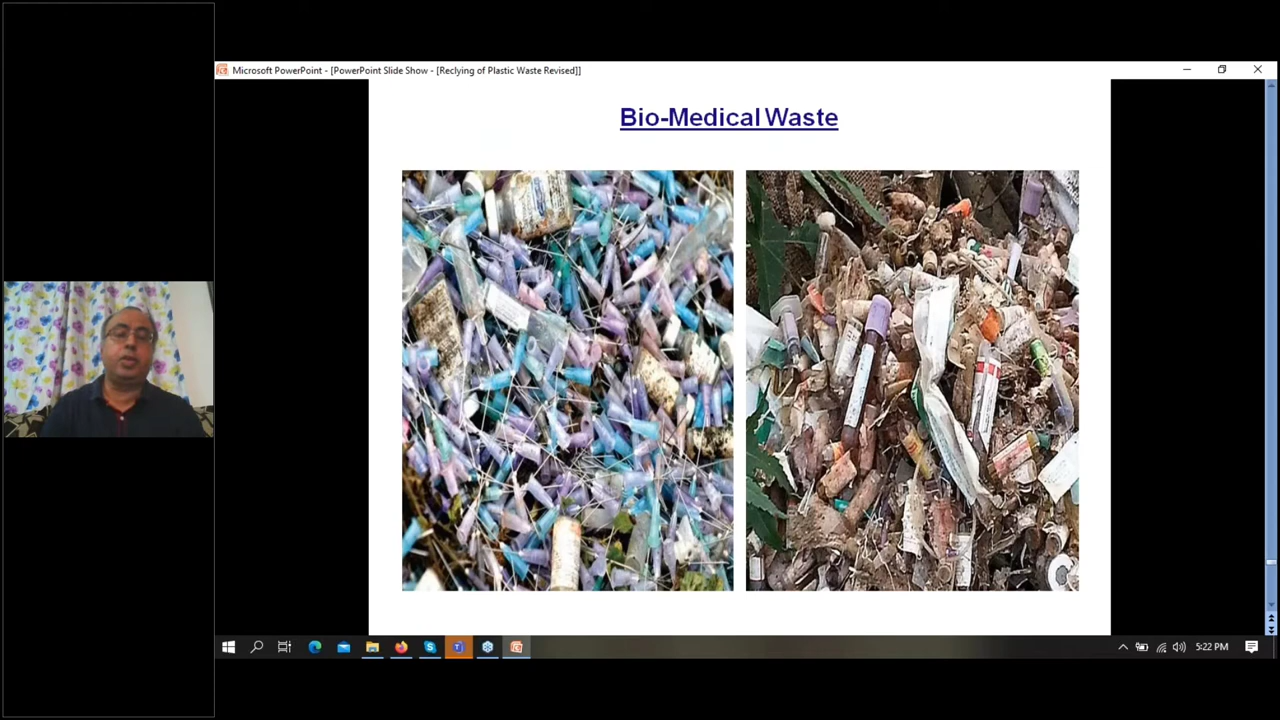 Microsoft PowerPoint - [PowerPoint Slide Show - [Reclying of Plastic Waste Revised]]
Bio-Medical Waste
5:22 PM